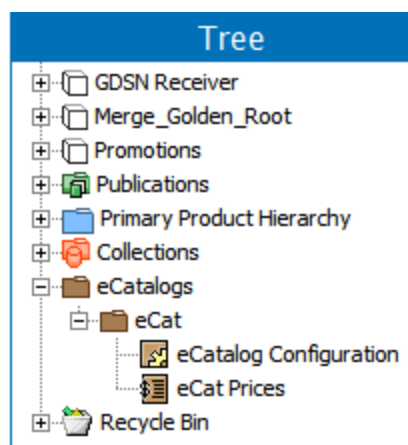 Tree
GDSN Receiver
Merge_Golden_Root
Promotions
Publications
Primary Product Hierarchy
Collections
eCatalogs
eCat
eCatalog Configuration
eCat Prices
Recycle Bin